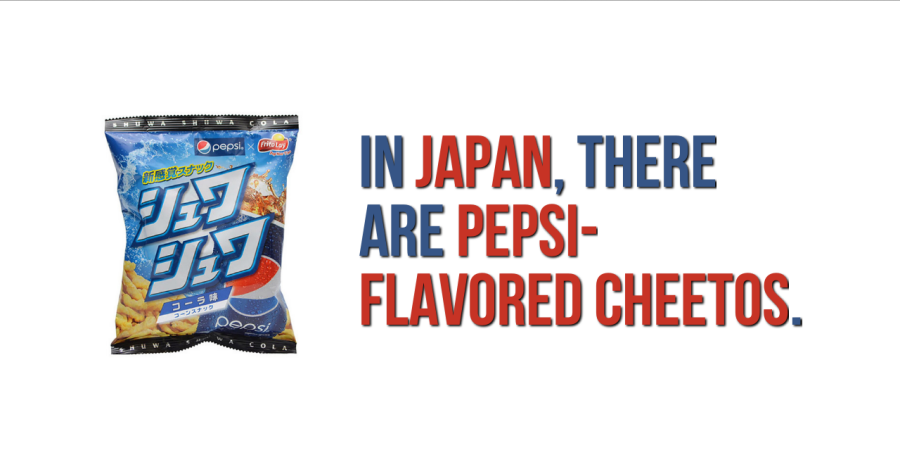 SHUWA SHUWA COLA
pepsi × Frito Lay
新感覚スナック
シュワ
シュワ
コーラ味
コーンスナック
pepsi
SHUWA SHUWA COLA
IN JAPAN, THERE
ARE PEPSI-
FLAVORED CHEETOS.